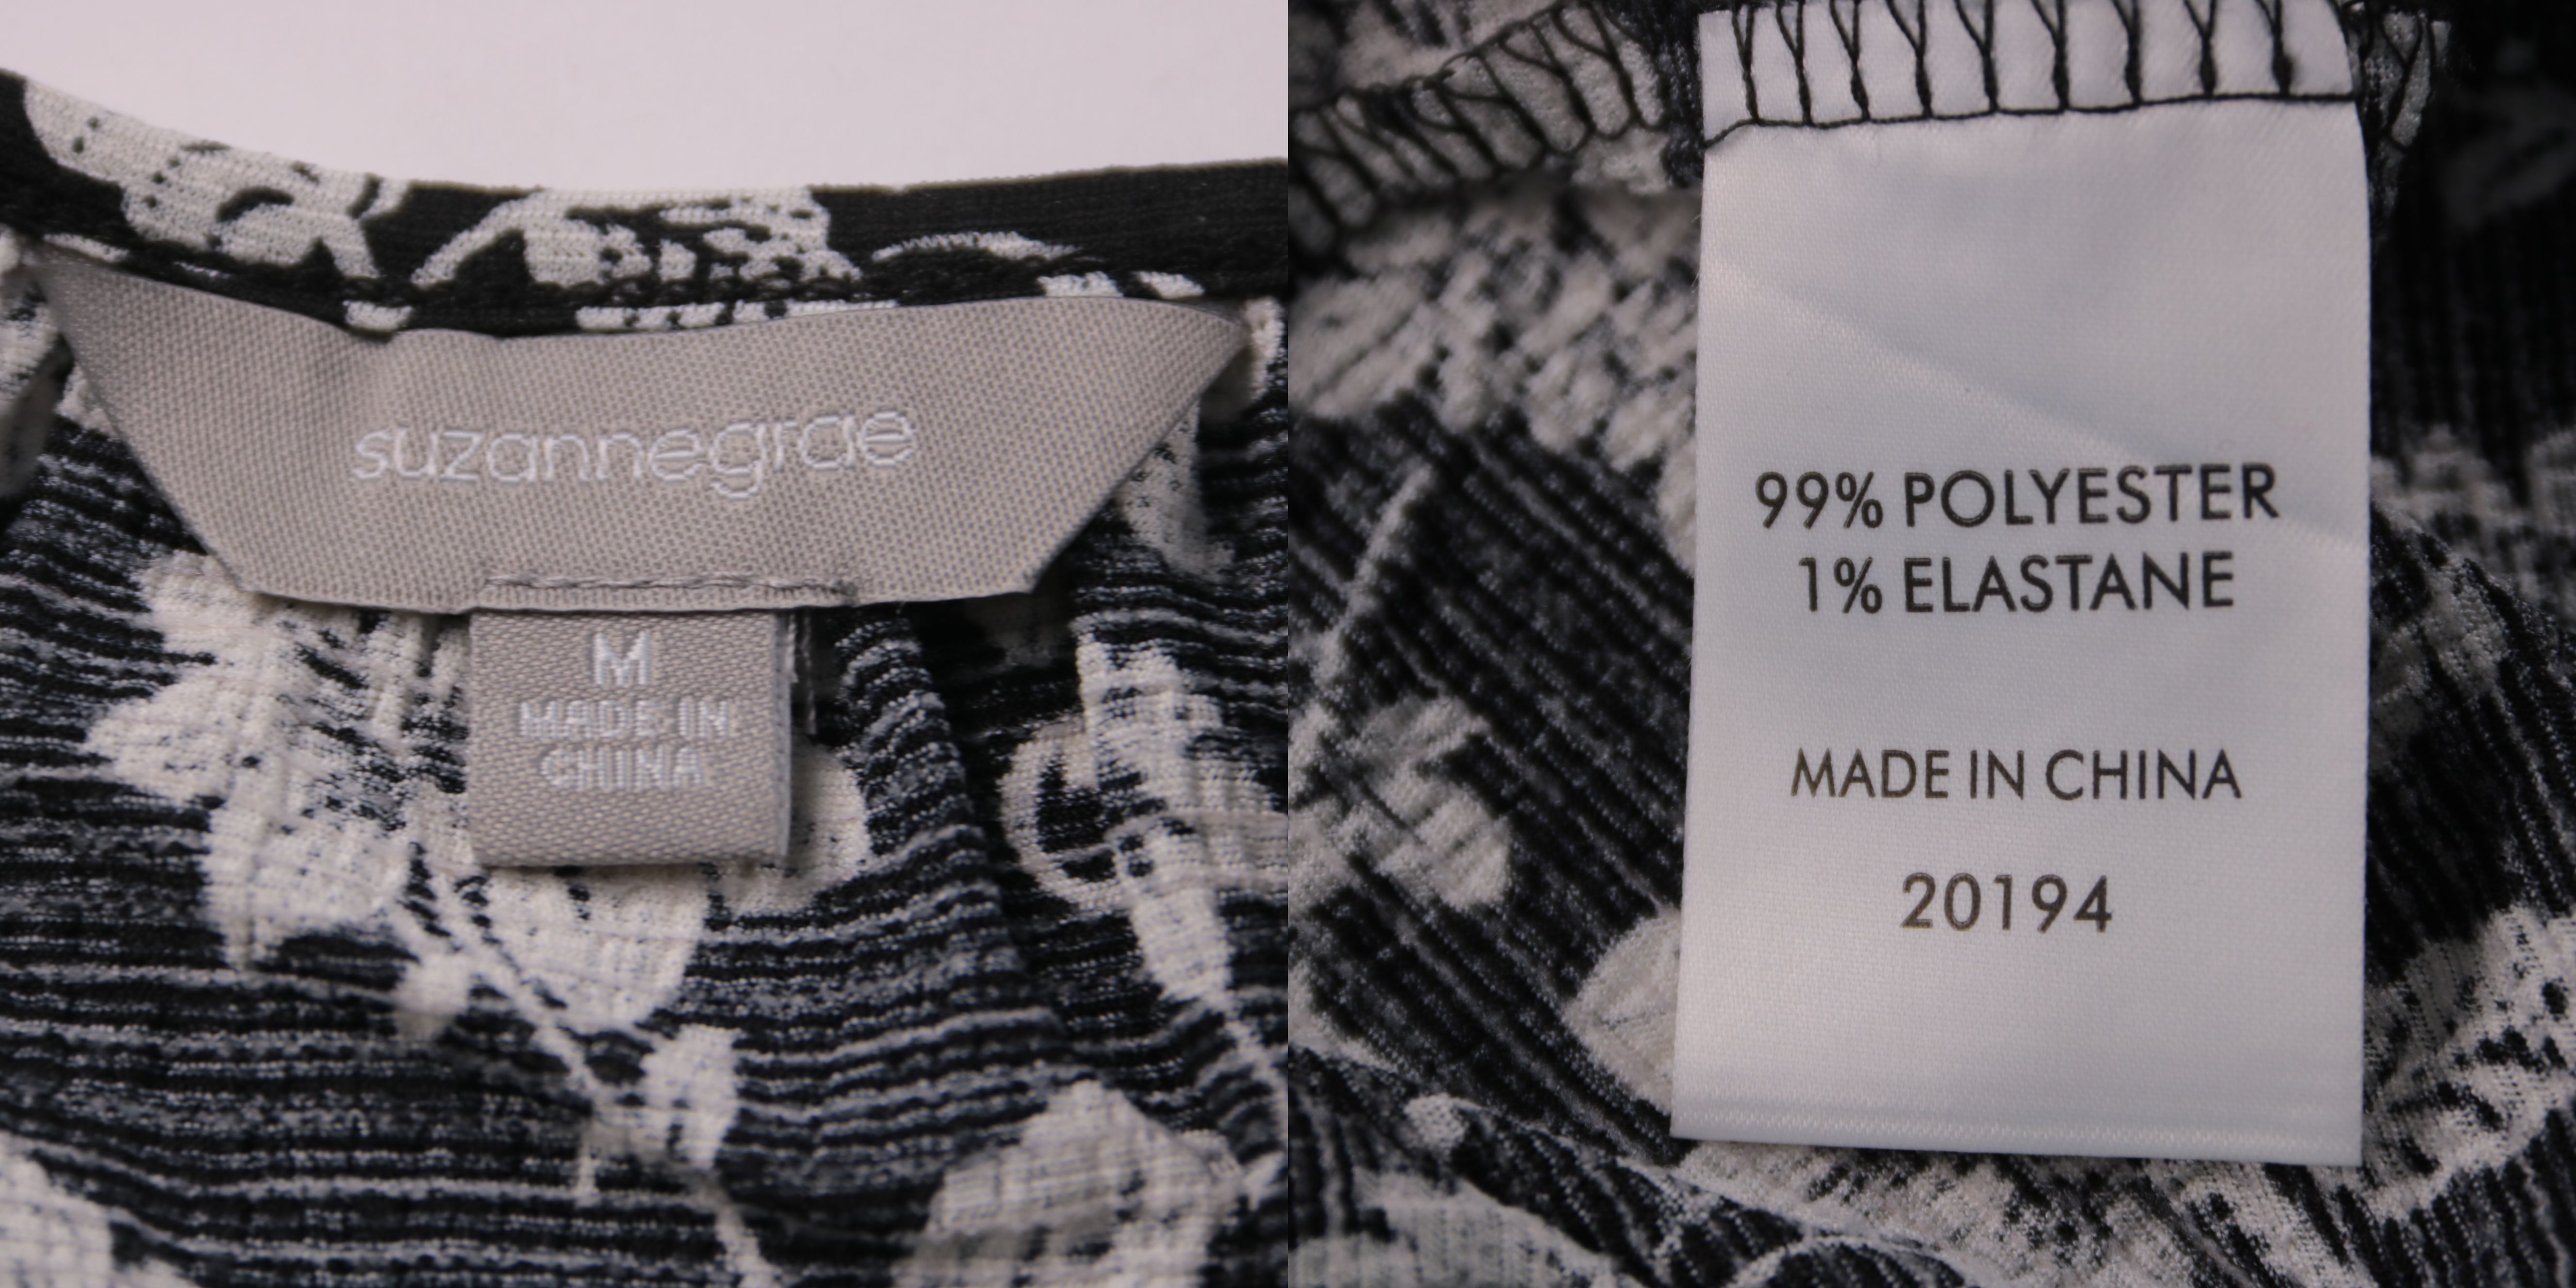 suzannegrae
M
MADE IN
CHINA
99% POLYESTER
1% ELASTANE
MADE IN CHINA
20194